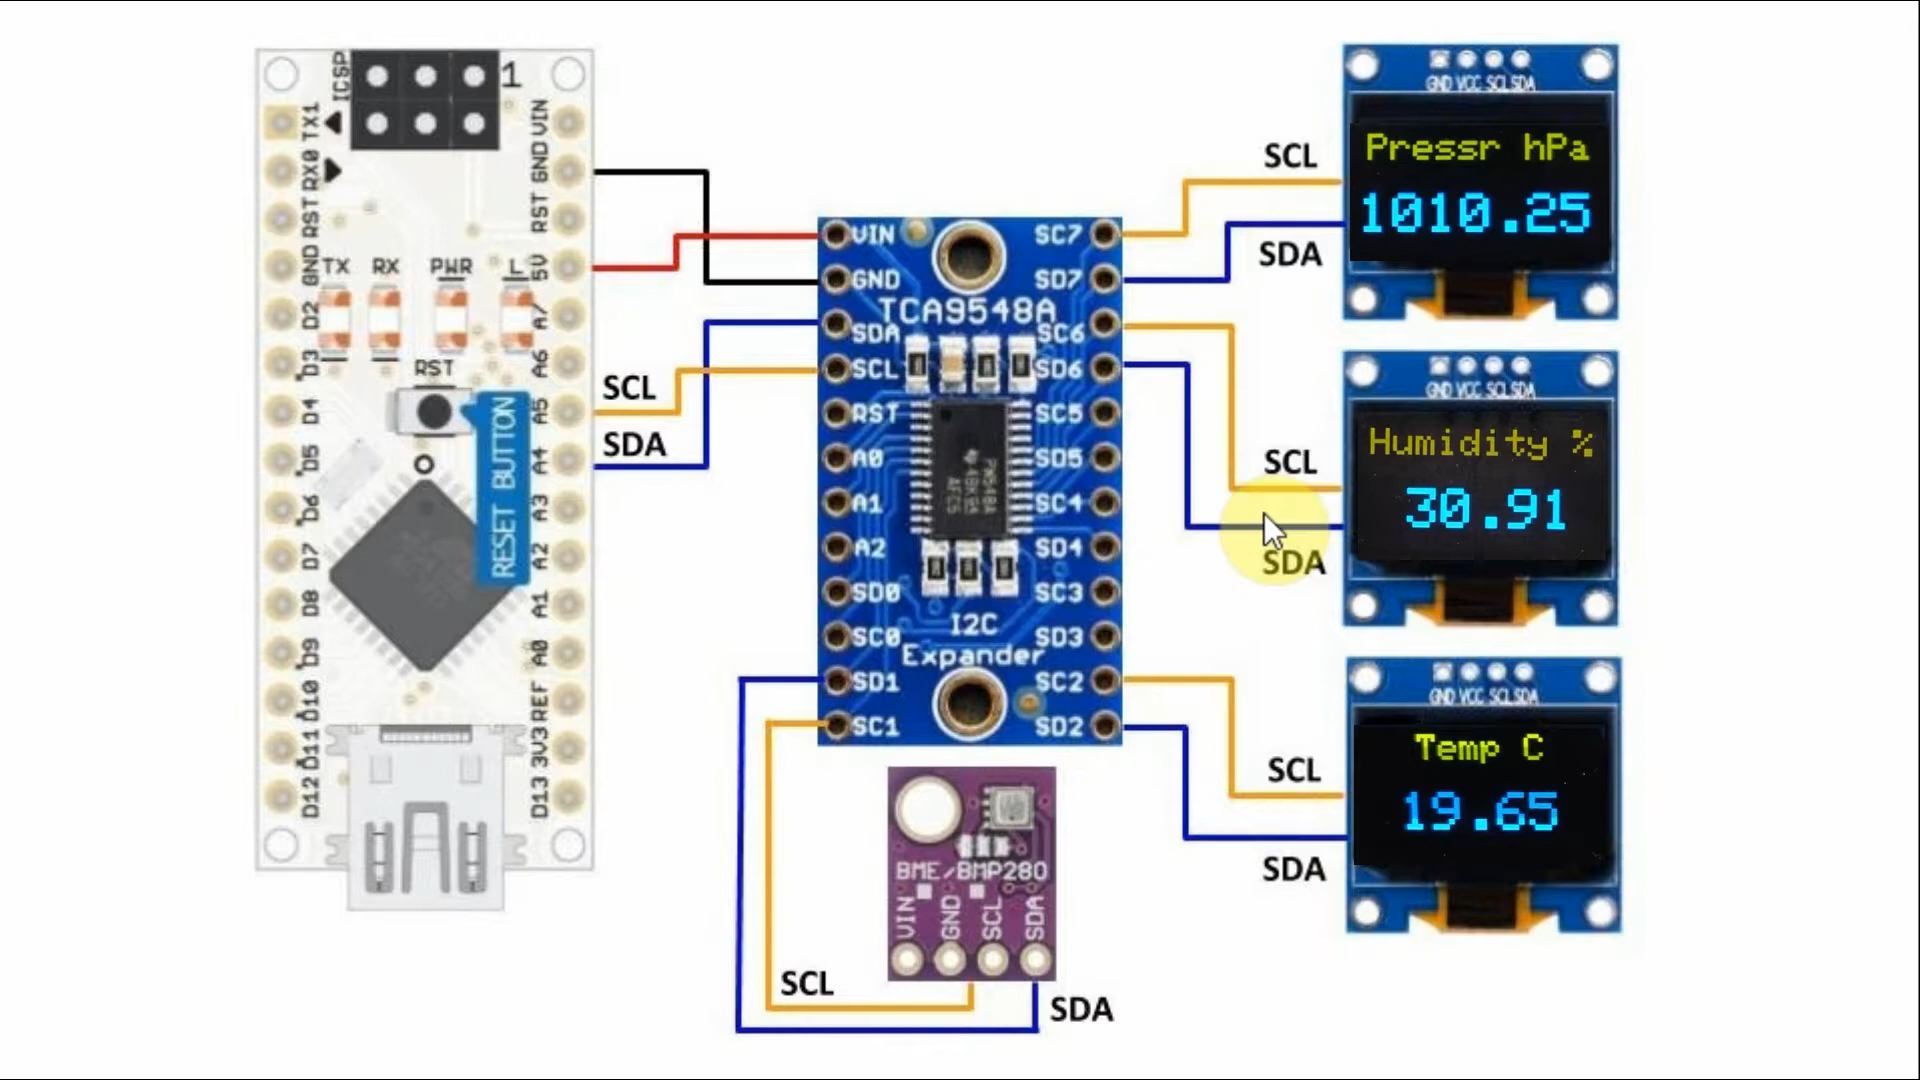 ICSP
1
TX1
RX0
RST
GND
D2
D3
D4
D5
D6
D7
D8
D9
D10
D11
D12
VIN
GND
RST
5V
A7
A6
A5
A4
A3
A2
A1
A0
REF
3V3
D13
TX RX PWR L
RST
RESET BUTTON
SCL
SDA
VIN
GND
SDA
SCL
RST
A0
A1
A2
SD0
SC0
SD1
SC1
TCA9548A
I2C
Expander
SC7
SD7
SC6
SD6
SC5
SD5
SC4
SD4
SC3
SD3
SC2
SD2
BME/BMP280
VIN
GND
SCL
SDA
SCL
SDA
SCL
SDA
GND VCC SCL SDA
Pressr hPa
1010.25
SCL
SDA
GND VCC SCL SDA
Humidity %
30.91
SCL
SDA
GND VCC SCL SDA
Temp C
19.65